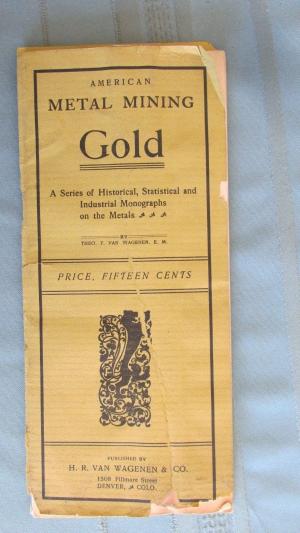 AMERICAN
METAL MINING
Gold
A Series of Historical, Statistical and
Industrial Monographs
on the Metals
BY
THEO. F. VAN WAGENEN, E. M.
PRICE, FIFTEEN CENTS
PUBLISHED BY
H. R. VAN WAGENEN & CO.
1508 Fillmore Street
DENVER, COLO.